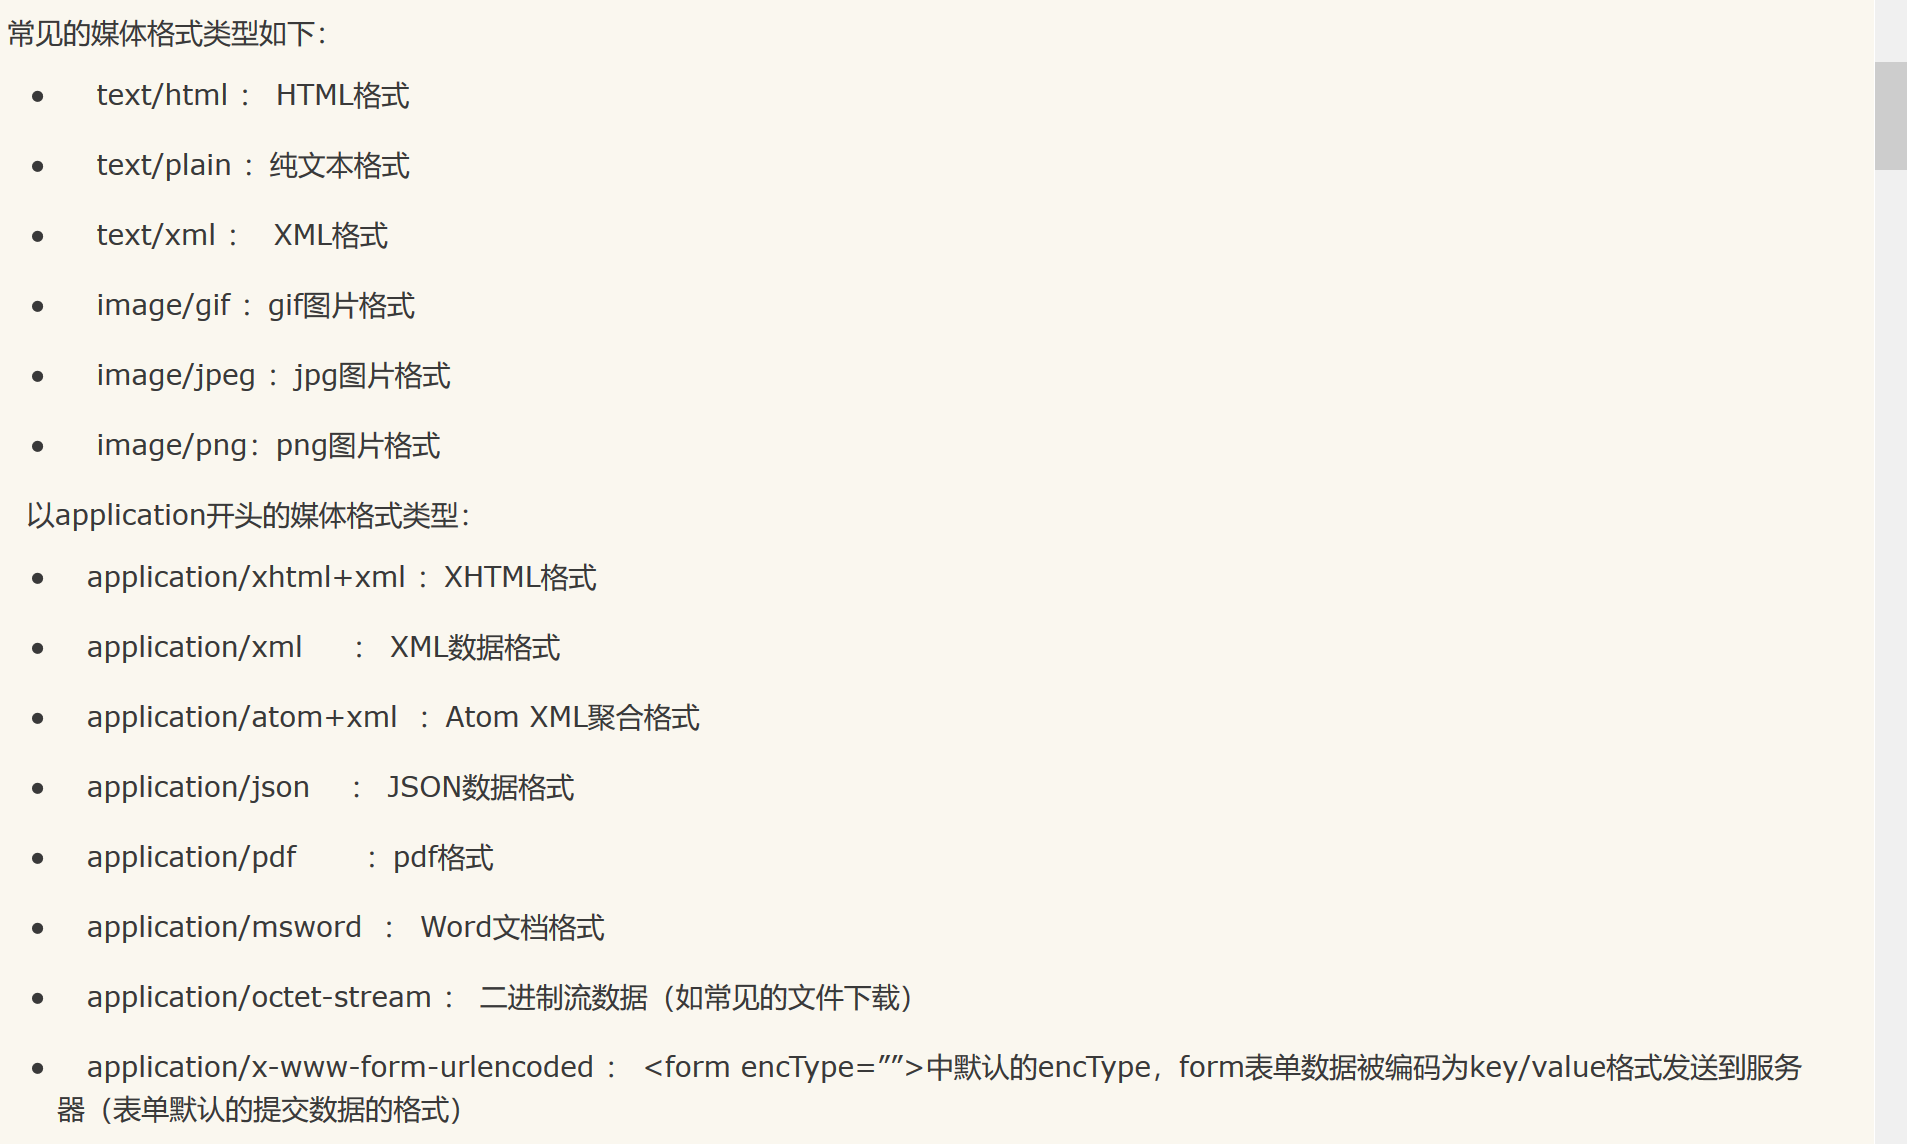 常见的媒体格式类型如下：
• text/html ： HTML格式
• text/plain ：纯文本格式
• text/xml ： XML格式
• image/gif ：gif图片格式
• image/jpeg ：jpg图片格式
• image/png：png图片格式
以application开头的媒体格式类型：
• application/xhtml+xml ：XHTML格式
• application/xml ： XML数据格式
• application/atom+xml ：Atom XML聚合格式
• application/json ： JSON数据格式
• application/pdf ：pdf格式
• application/msword ： Word文档格式
• application/octet-stream ： 二进制流数据（如常见的文件下载）
• application/x-www-form-urlencoded ： <form encType=””>中默认的encType，form表单数据被编码为key/value格式发送到服务
器（表单默认的提交数据的格式）